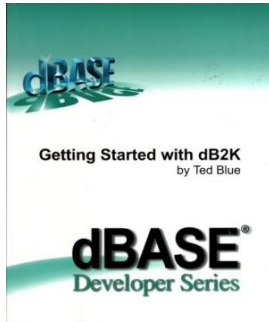 dBASE
Getting Started with dB2K
by Ted Blue
dBASE®
Developer Series